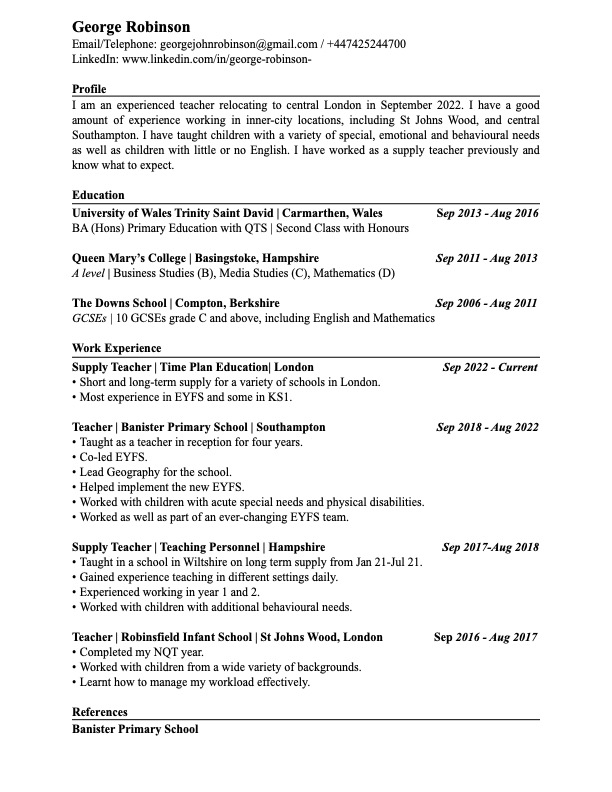 George Robinson
Email/Telephone: georgejohnrobinson@gmail.com / +447425244700
LinkedIn: www.linkedin.com/in/george-robinson-
Profile
I am an experienced teacher relocating to central London in September 2022. I have a good
amount of experience working in inner-city locations, including St Johns Wood, and central
Southampton. I have taught children with a variety of special, emotional and behavioural needs
as well as children with little or no English. I have worked as a supply teacher previously and
know what to expect.
Education
University of Wales Trinity Saint David | Carmarthen, Wales Sep 2013 - Aug 2016
BA (Hons) Primary Education with QTS | Second Class with Honours
Queen Mary’s College | Basingstoke, Hampshire Sep 2011 - Aug 2013
A level | Business Studies (B), Media Studies (C), Mathematics (D)
The Downs School | Compton, Berkshire Sep 2006 - Aug 2011
GCSEs | 10 GCSEs grade C and above, including English and Mathematics
Work Experience
Supply Teacher | Time Plan Education| London Sep 2022 - Current
• Short and long-term supply for a variety of schools in London.
• Most experience in EYFS and some in KS1.
Teacher | Banister Primary School | Southampton Sep 2018 - Aug 2022
• Taught as a teacher in reception for four years.
• Co-led EYFS.
• Lead Geography for the school.
• Helped implement the new EYFS.
• Worked with children with acute special needs and physical disabilities.
• Worked as well as part of an ever-changing EYFS team.
Supply Teacher | Teaching Personnel | Hampshire Sep 2017-Aug 2018
• Taught in a school in Wiltshire on long term supply from Jan 21-Jul 21.
• Gained experience teaching in different settings daily.
• Experienced working in year 1 and 2.
• Worked with children with additional behavioural needs.
Teacher | Robinsfield Infant School | St Johns Wood, London Sep 2016 - Aug 2017
• Completed my NQT year.
• Worked with children from a wide variety of backgrounds.
• Learnt how to manage my workload effectively.
References
Banister Primary School